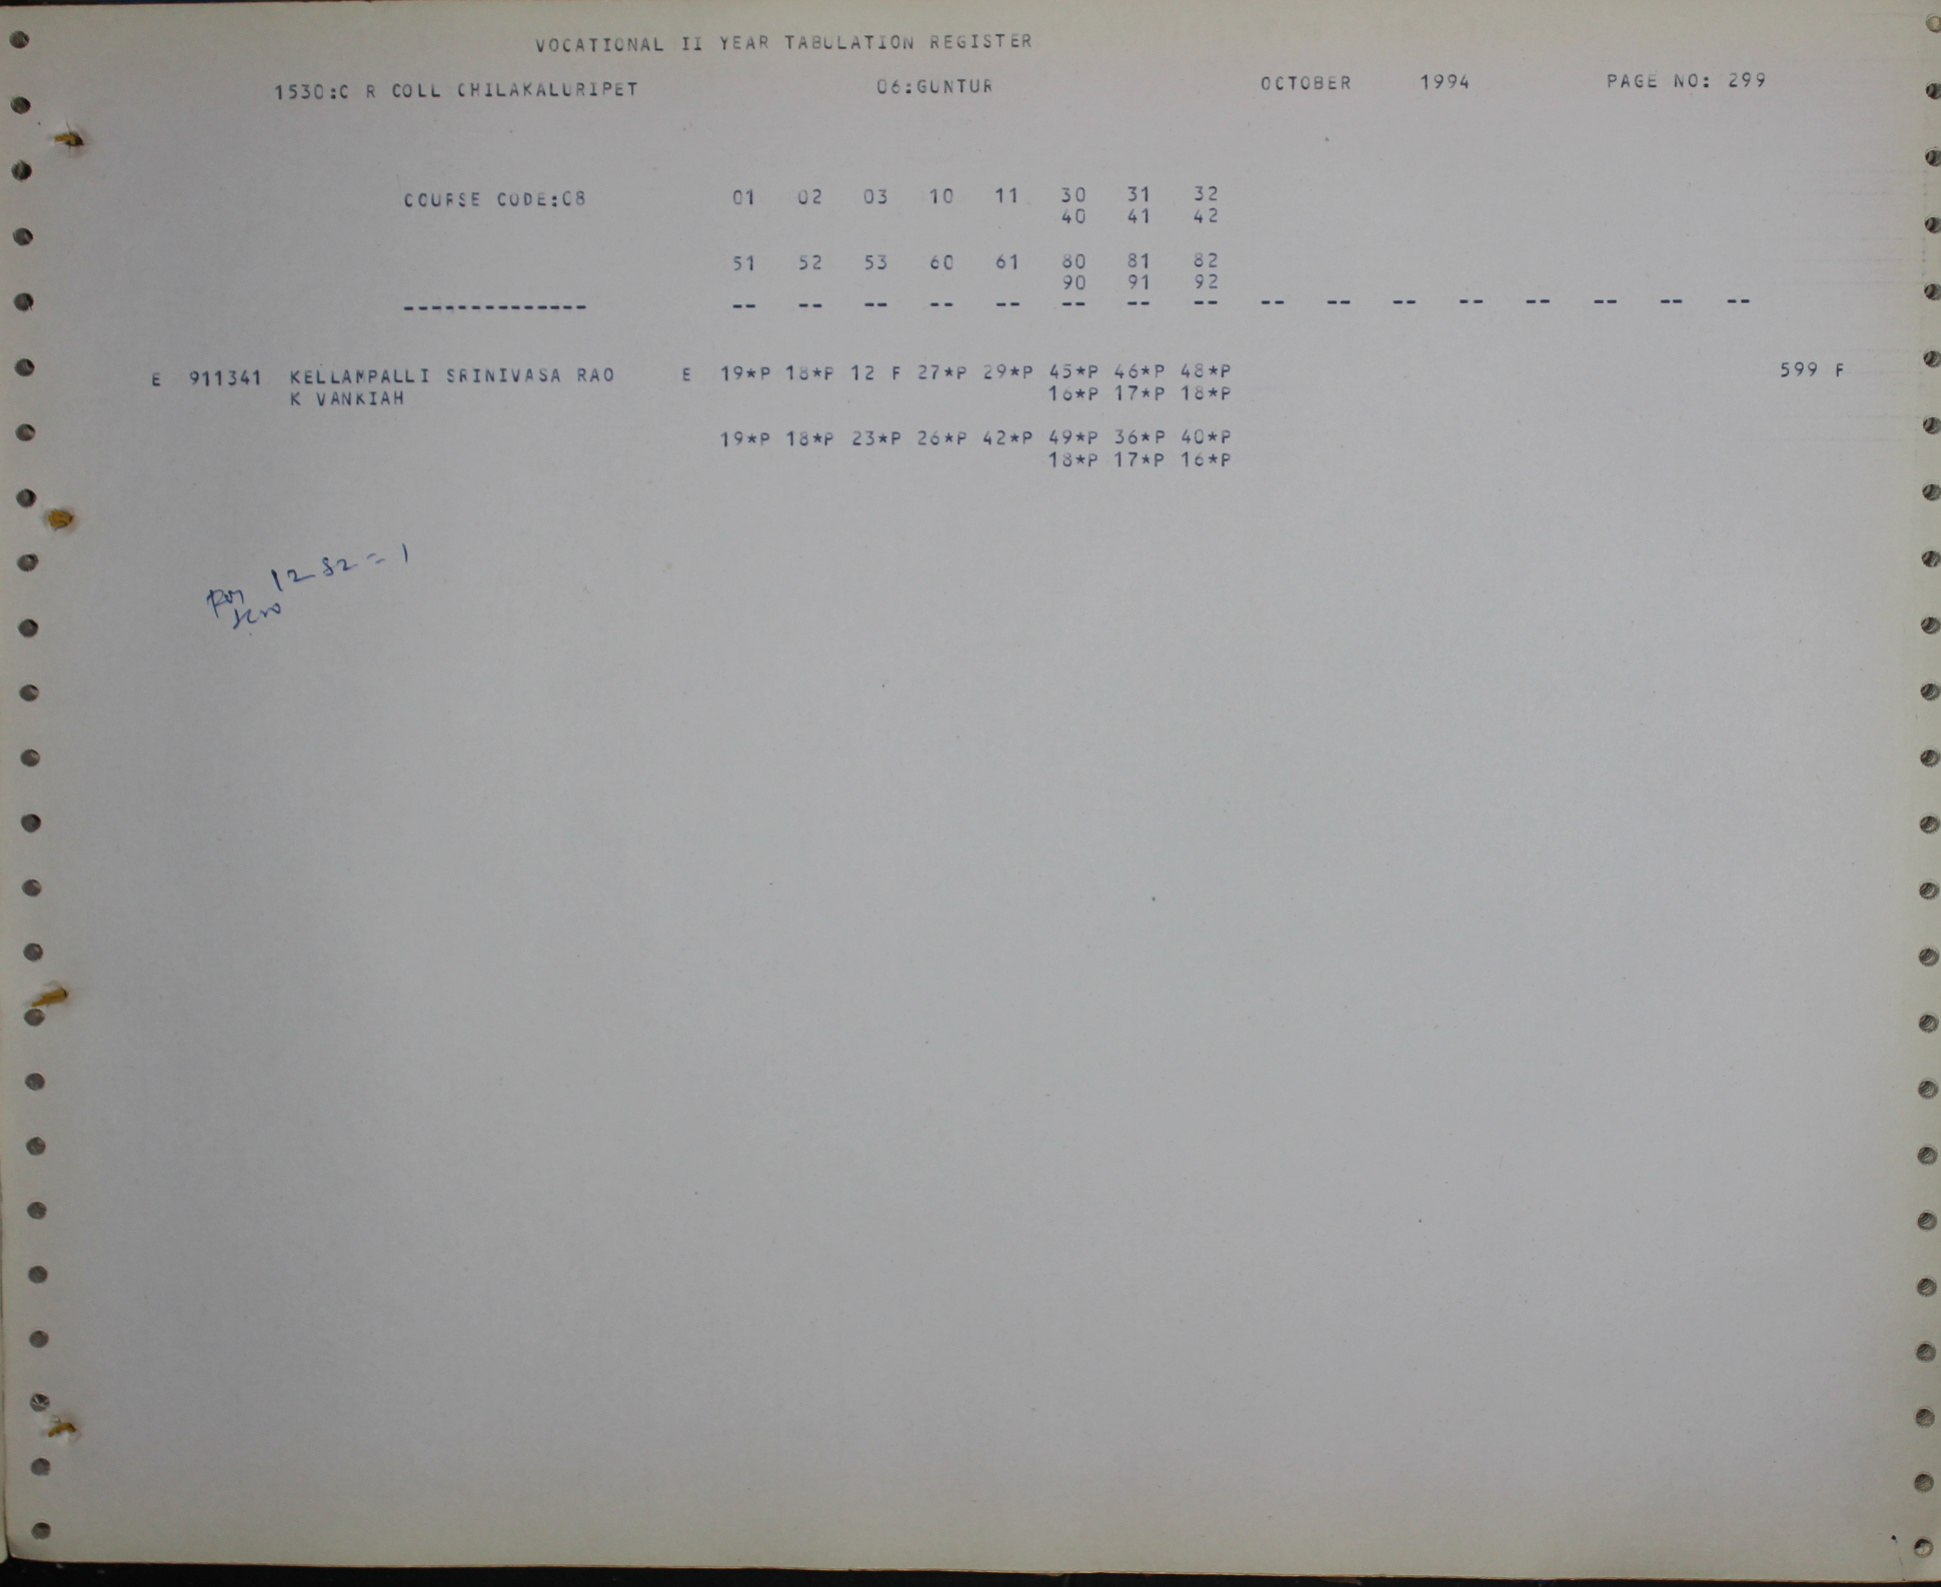 VOCATIONAL II YEAR TABULATION REGISTER
1530:C R COLL CHILAKALURIPET 06:GUNTUR OCTOBER 1994 PAGE NO: 299
COURSE CODE:08 01 02 03 10 11 30 31 32
40 41 42
51 52 53 60 61 80 81 82
90 91 92
-------------- -- -- -- -- -- -- -- -- -- -- -- -- -- -- -- --
E 911341 KELLAMPALLI SRINIVASA RAO E 19*P 18*P 12 F 27*P 29*P 45*P 46*P 48*P 599 F
K VANKIAH 16*P 17*P 18*P
19*P 18*P 23*P 26*P 42*P 49*P 36*P 40*P
18*P 17*P 16*P
12 82 = 1